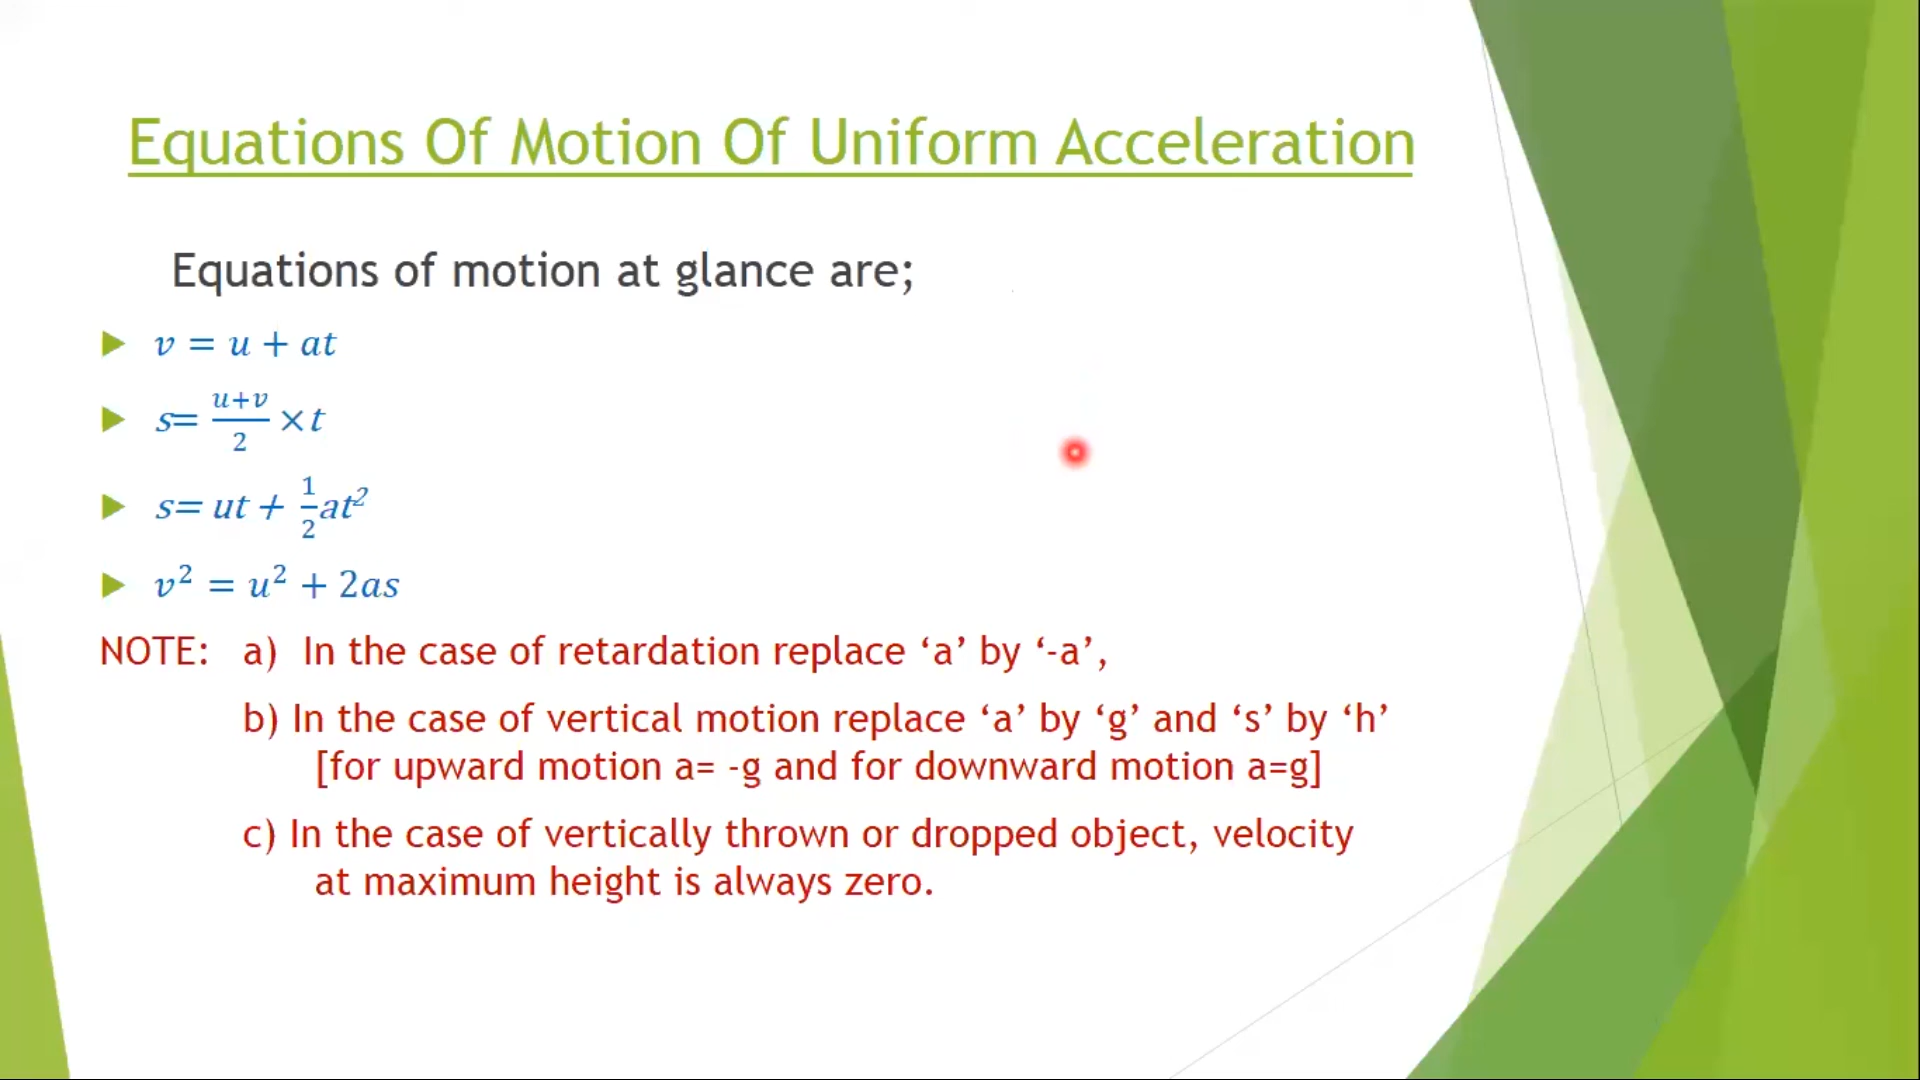 Equations Of Motion Of Uniform Acceleration
Equations of motion at glance are;
v = u + at
s= \frac{u+v}{2} × t
s= ut + \frac{1}{2}at²
v² = u² + 2as
NOTE: a) In the case of retardation replace ‘a’ by ‘-a’,
b) In the case of vertical motion replace ‘a’ by ‘g’ and ‘s’ by ‘h’
[for upward motion a= -g and for downward motion a=g]
c) In the case of vertically thrown or dropped object, velocity
at maximum height is always zero.